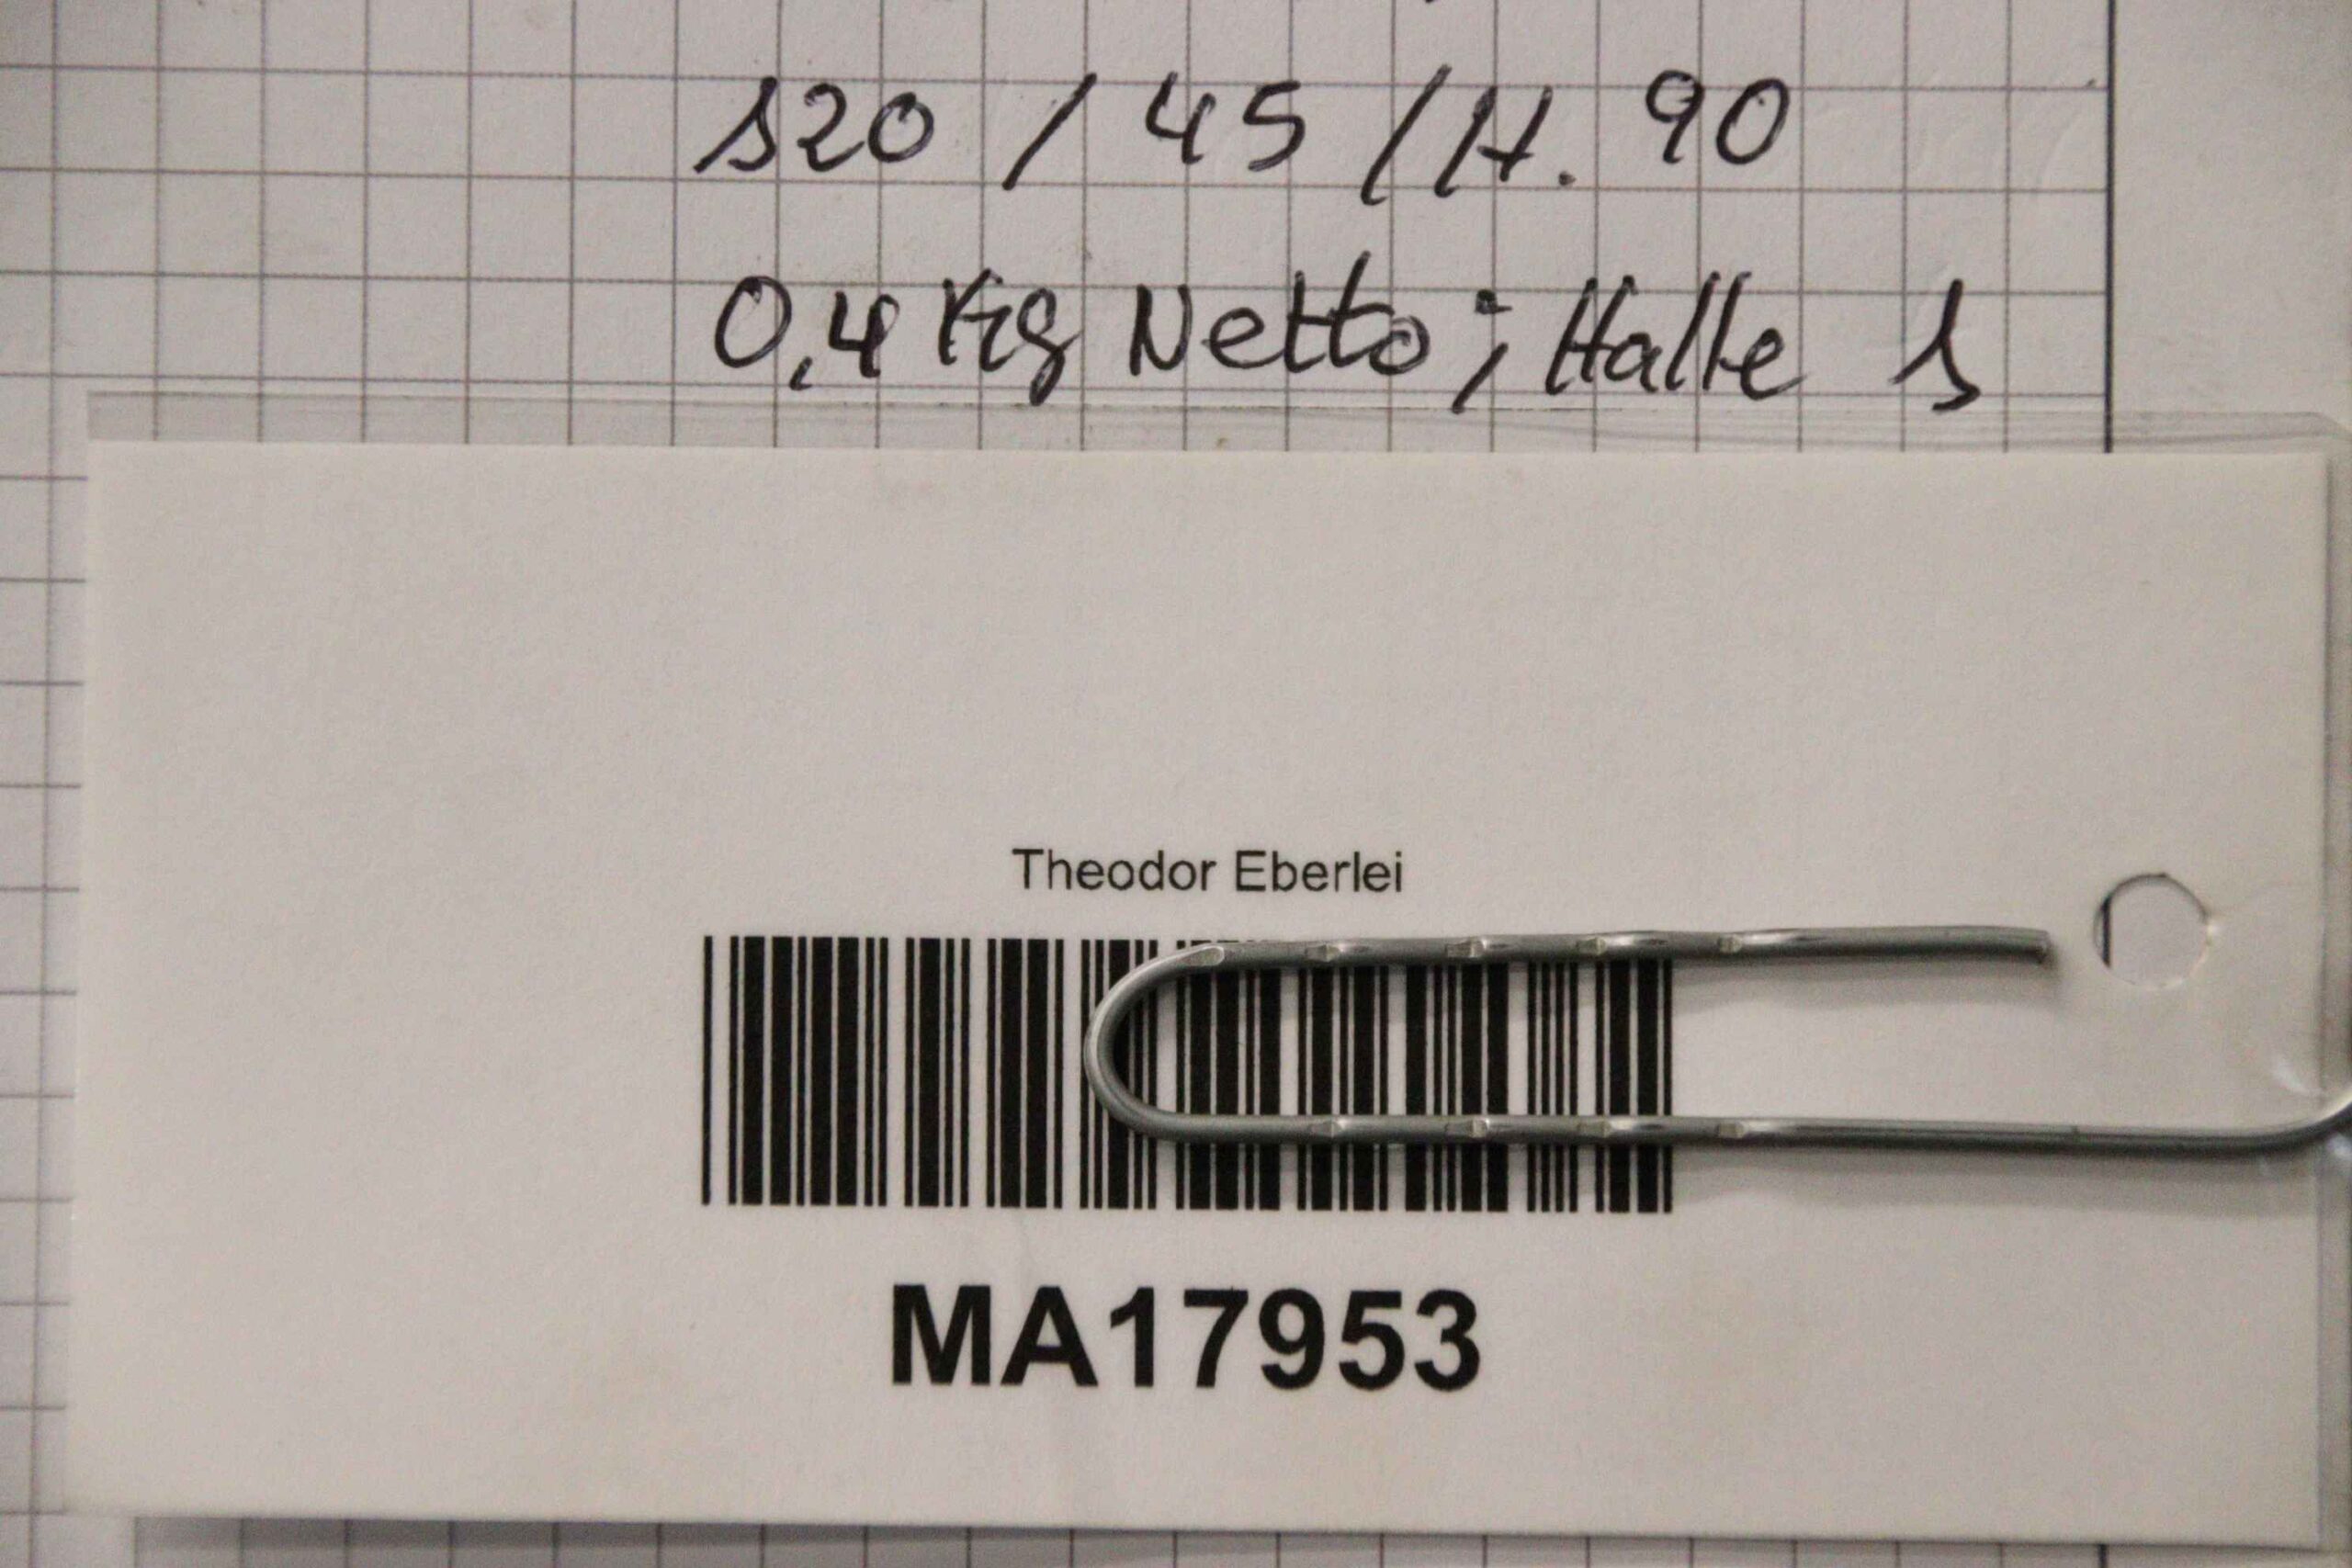 120 / 45 / H. 90
0,4 Kg Netto; Halle 1
Theodor Eberlei
MA17953